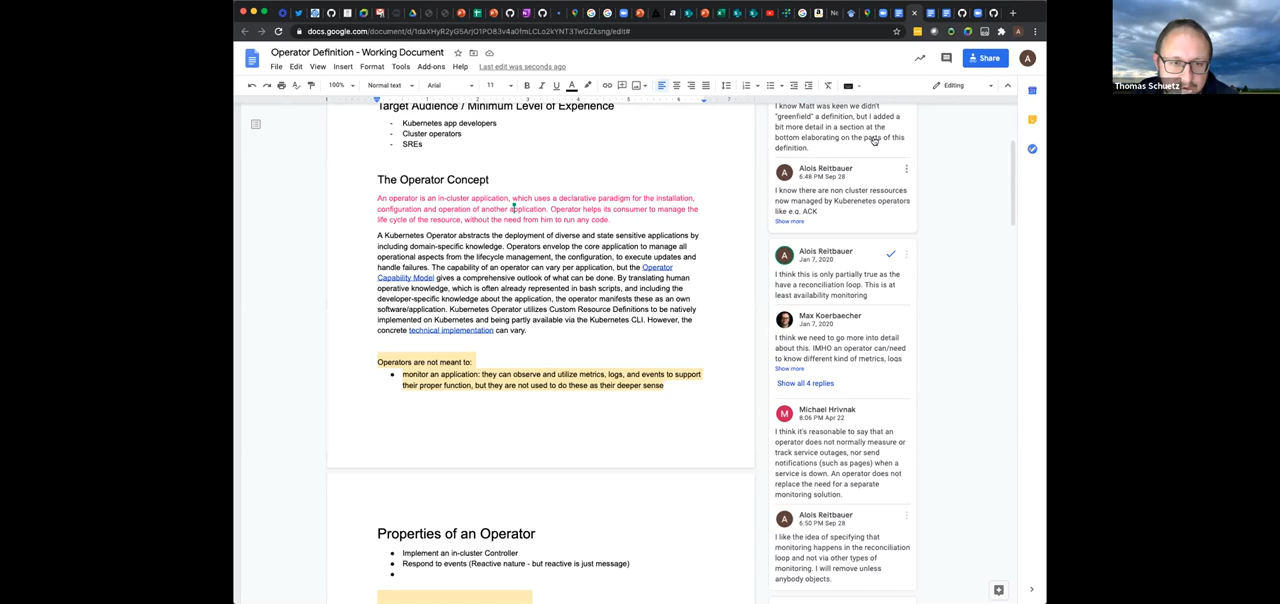 docs.google.com/document/d/1daXHyR2yG5ArjO1PO83v4a0fmLCLo2kYNT3TwGZksng/edit#
Operator Definition - Working Document
File Edit View Insert Format Tools Add-ons Help Last edit was seconds ago
Share
A
100% Normal text Arial 11 B I U A Editing
1 1 2 3 4 5 6 7
Target Audience / Minimum Level of Experience
- Kubernetes app developers
- Cluster operators
- SREs
The Operator Concept
An operator is an in-cluster application, which uses a declarative paradigm for the installation,
configuration and operation of another application. Operator helps its consumer to manage the
life cycle of the resource, without the need from him to run any code.
A Kubernetes Operator abstracts the deployment of diverse and state sensitive applications by
including domain-specific knowledge. Operators envelop the core application to manage all
operational aspects from the lifecycle management, the configuration, to execute updates and
handle failures. The capability of an operator can vary per application, but the Operator
Capability Model gives a comprehensive outlook of what can be done. By translating human
operative knowledge, which is often already represented in bash scripts, and including the
developer-specific knowledge about the application, the operator manifests these as an own
software/application. Kubernetes Operator utilizes Custom Resource Definitions to be natively
implemented on Kubernetes and being partly available via the Kubernetes CLI. However, the
concrete technical implementation can vary.
Operators are not meant to:
● monitor an application: they can observe and utilize metrics, logs, and events to support
their proper function, but they are not used to do these as their deeper sense
Properties of an Operator
● Implement an in-cluster Controller
● Respond to events (Reactive nature - but reactive is just message)
●
I know Matt was keen we didn't
"greenfield" a definition, but I added a
bit more detail in a section at the
bottom elaborating on the parts of this
definition.
A Alois Reitbauer
6:48 PM Sep 28
I know there are non cluster ressources
now managed by Kuberenetes operators
like e.g. ACK
Show more
A Alois Reitbauer
Jan 7, 2020
I think this is only partially true as the
have a reconciliation loop. This is at
least availability monitoring
Max Koerbaecher
Jan 7, 2020
I think we need to go more into detail
about this. IMHO an operator can/need
to know different kind of metrics, logs
Show more
Show all 4 replies
M Michael Hrivnak
8:06 PM Apr 22
I think it's reasonable to say that an
operator does not normally measure or
track service outages, nor send
notifications (such as pages) when a
service is down. An operator does not
replace the need for a separate
monitoring solution.
A Alois Reitbauer
6:50 PM Sep 28
I like the idea of specifying that
monitoring happens in the reconciliation
loop and not via other types of
monitoring. I will remove unless
anybody objects.
Thomas Schuetz